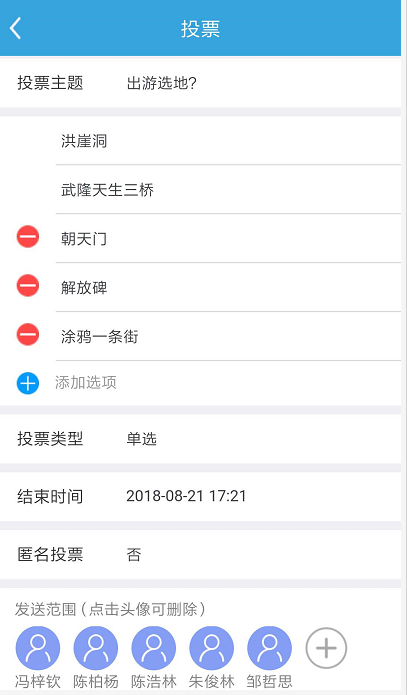 投票
投票主题 出游选地?
洪崖洞
武隆天生三桥
朝天门
解放碑
涂鸦一条街
添加选项
投票类型 单选
结束时间 2018-08-21 17:21
匿名投票 否
发送范围(点击头像可删除)
冯梓钦 陈柏杨 陈浩林 朱俊林 邹哲思